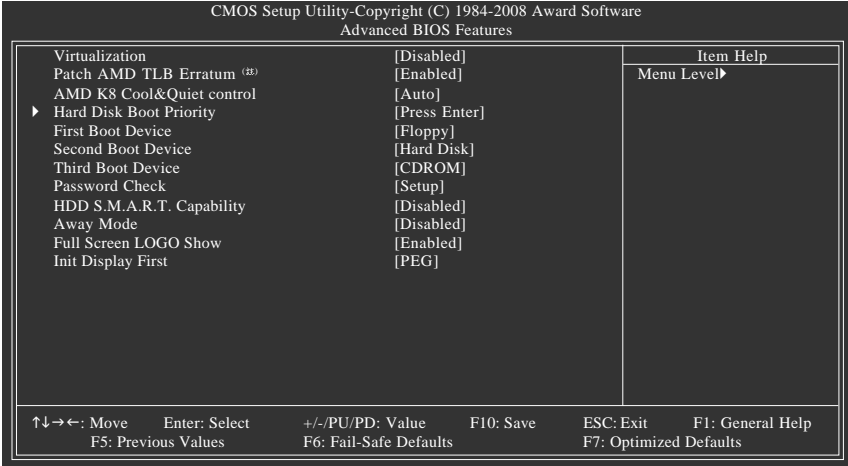 CMOS Setup Utility-Copyright (C) 1984-2008 Award Software
Advanced BIOS Features
Virtualization [Disabled]
Patch AMD TLB Erratum (註) [Enabled]
AMD K8 Cool&Quiet control [Auto]
Hard Disk Boot Priority [Press Enter]
First Boot Device [Floppy]
Second Boot Device [Hard Disk]
Third Boot Device [CDROM]
Password Check [Setup]
HDD S.M.A.R.T. Capability [Disabled]
Away Mode [Disabled]
Full Screen LOGO Show [Enabled]
Init Display First [PEG]
Item Help
Menu Level
↑↓→←: Move Enter: Select +/-/PU/PD: Value F10: Save ESC: Exit F1: General Help
F5: Previous Values F6: Fail-Safe Defaults F7: Optimized Defaults